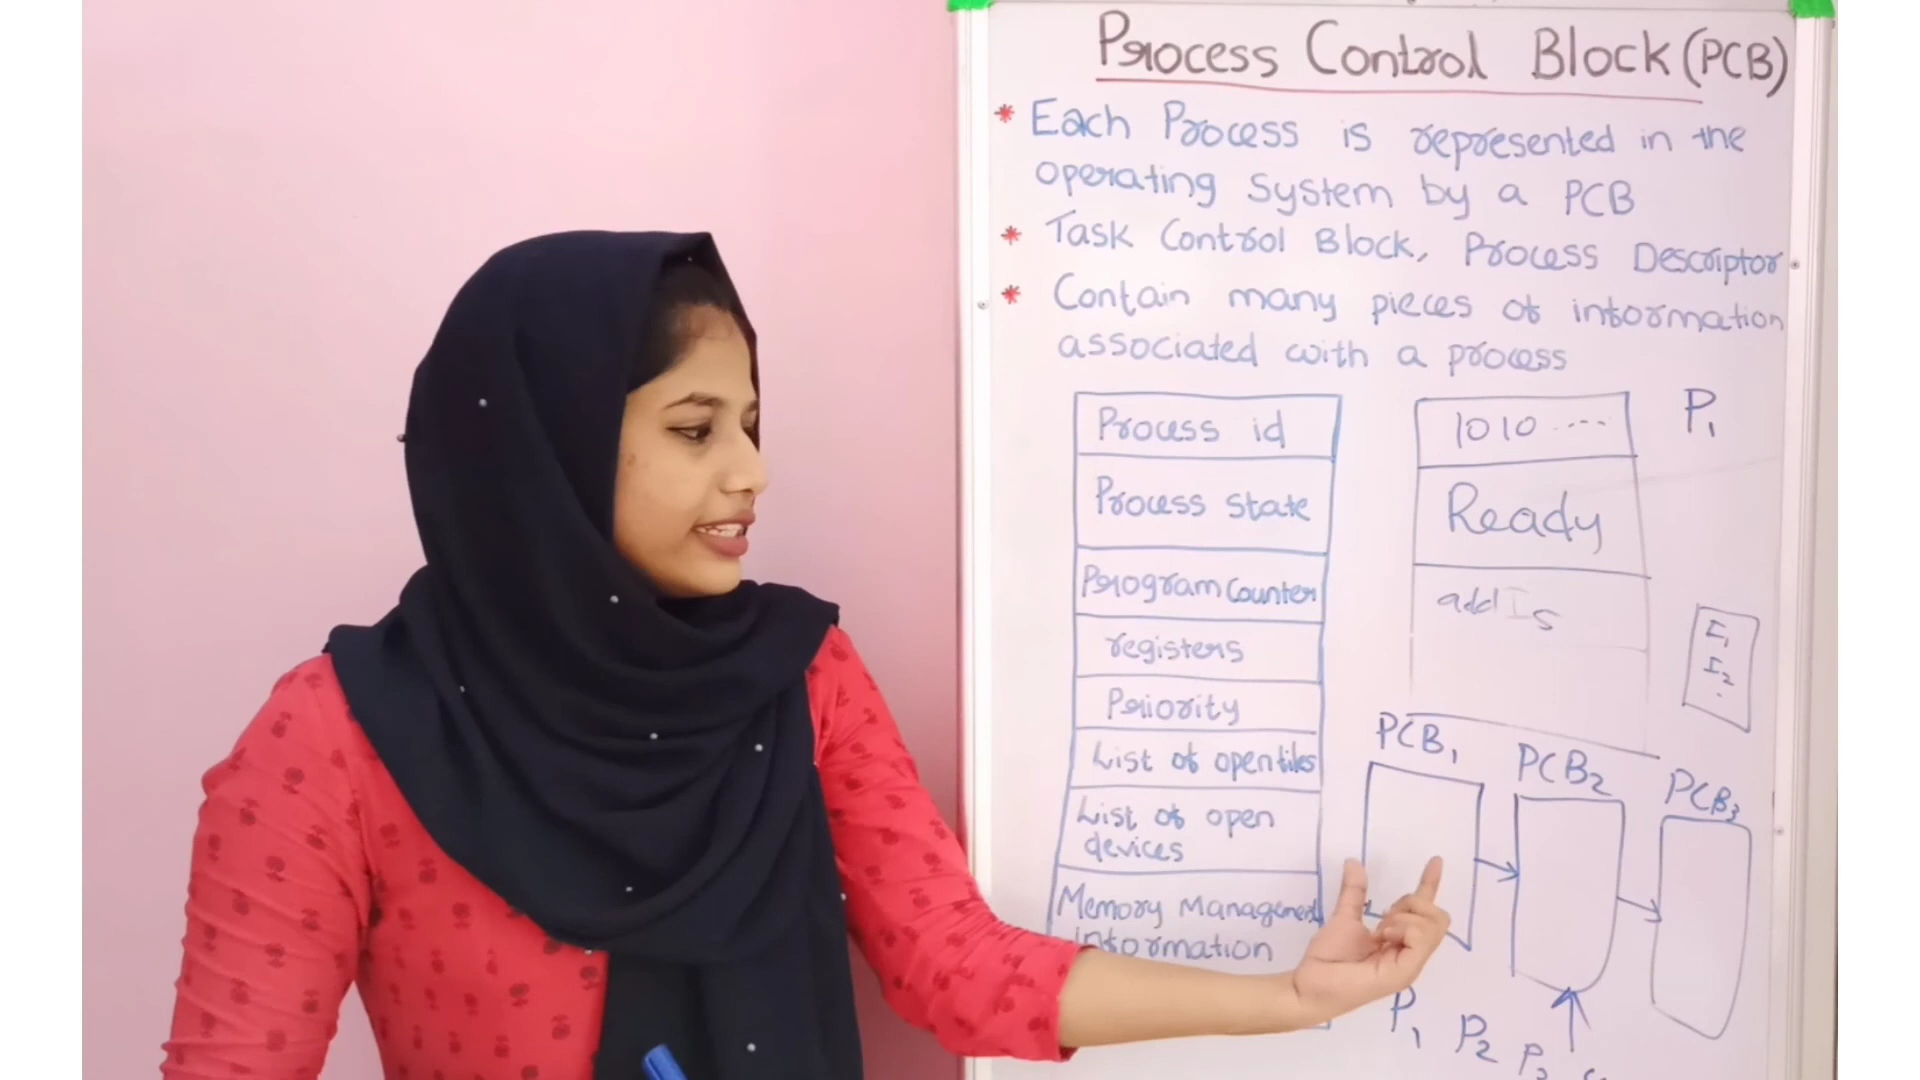 Process Control Block (PCB)
* Each Process is represented in the
operating System by a PCB
* Task Control Block, Process Descriptor
* Contain many pieces of information
associated with a process
Process id
Process State
Program Counter
registers
Priority
List of open files
List of open
devices
Memory Management
information
1010 ....
Ready
add I5
P1
I1
I2
PCB1
PCB2
PCB3
P1
P2
P3